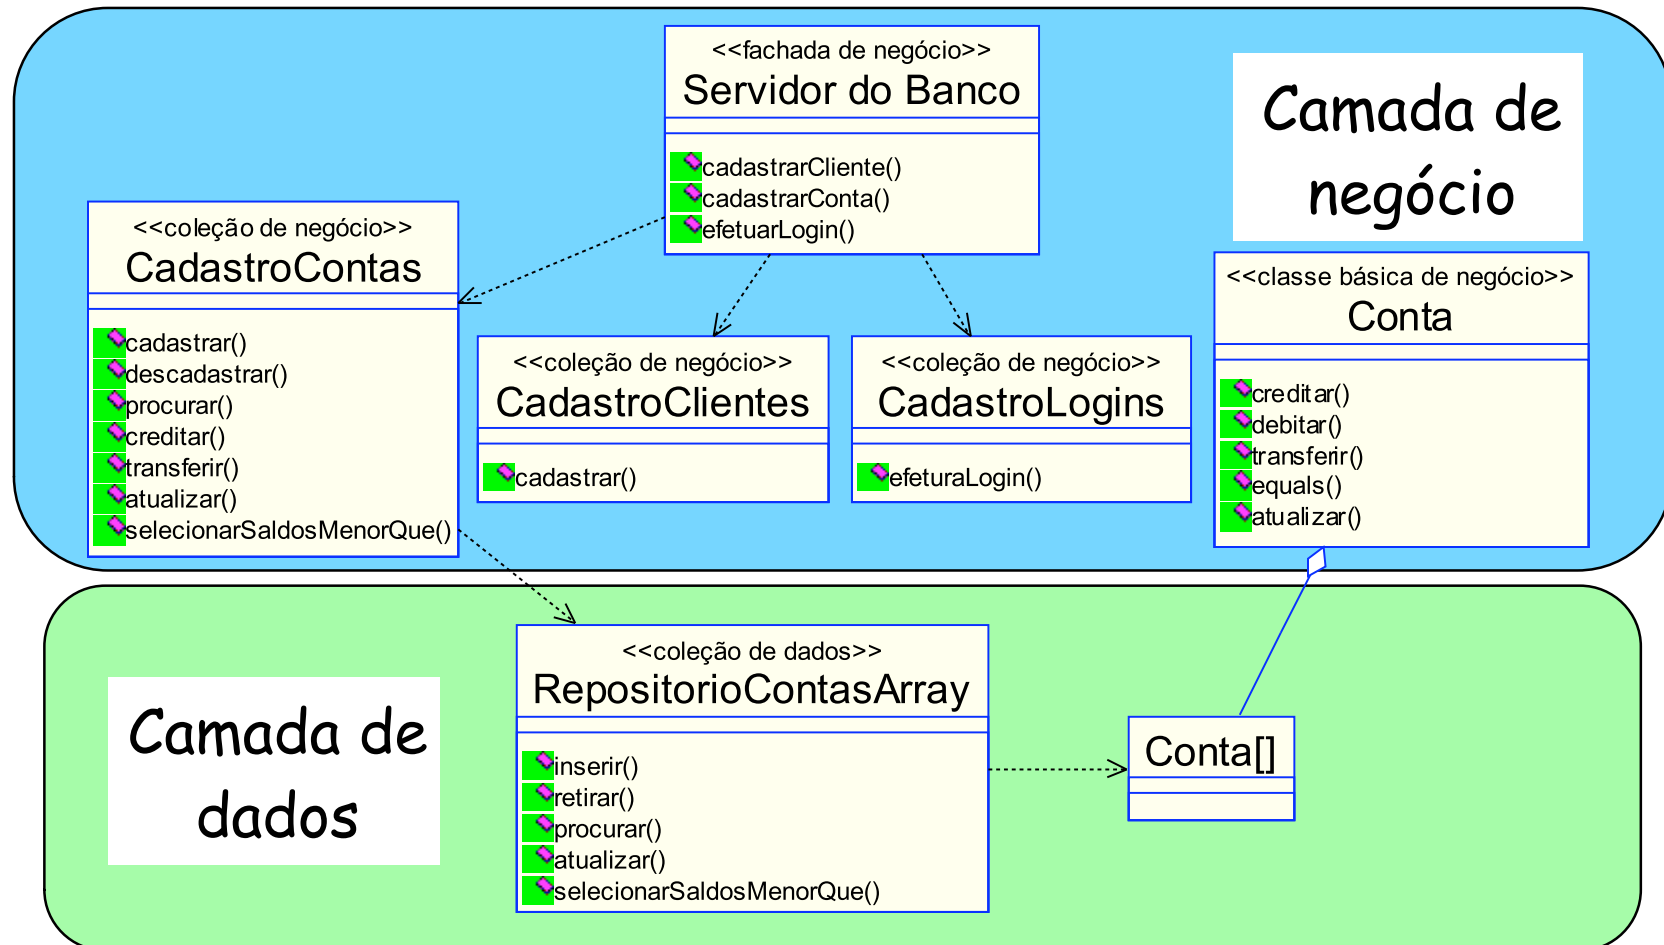 <<fachada de negócio>>
Servidor do Banco
cadastrarCliente()
cadastrarConta()
efetuarLogin()
Camada de
negócio
<<coleção de negócio>>
CadastroContas
cadastrar()
descadastrar()
procurar()
creditar()
transferir()
atualizar()
selecionarSaldosMenorQue()
<<coleção de negócio>>
CadastroClientes
cadastrar()
<<coleção de negócio>>
CadastroLogins
efeturaLogin()
<<classe básica de negócio>>
Conta
creditar()
debitar()
transferir()
equals()
atualizar()
Camada de
dados
<<coleção de dados>>
RepositorioContasArray
inserir()
retirar()
procurar()
atualizar()
selecionarSaldosMenorQue()
Conta[]